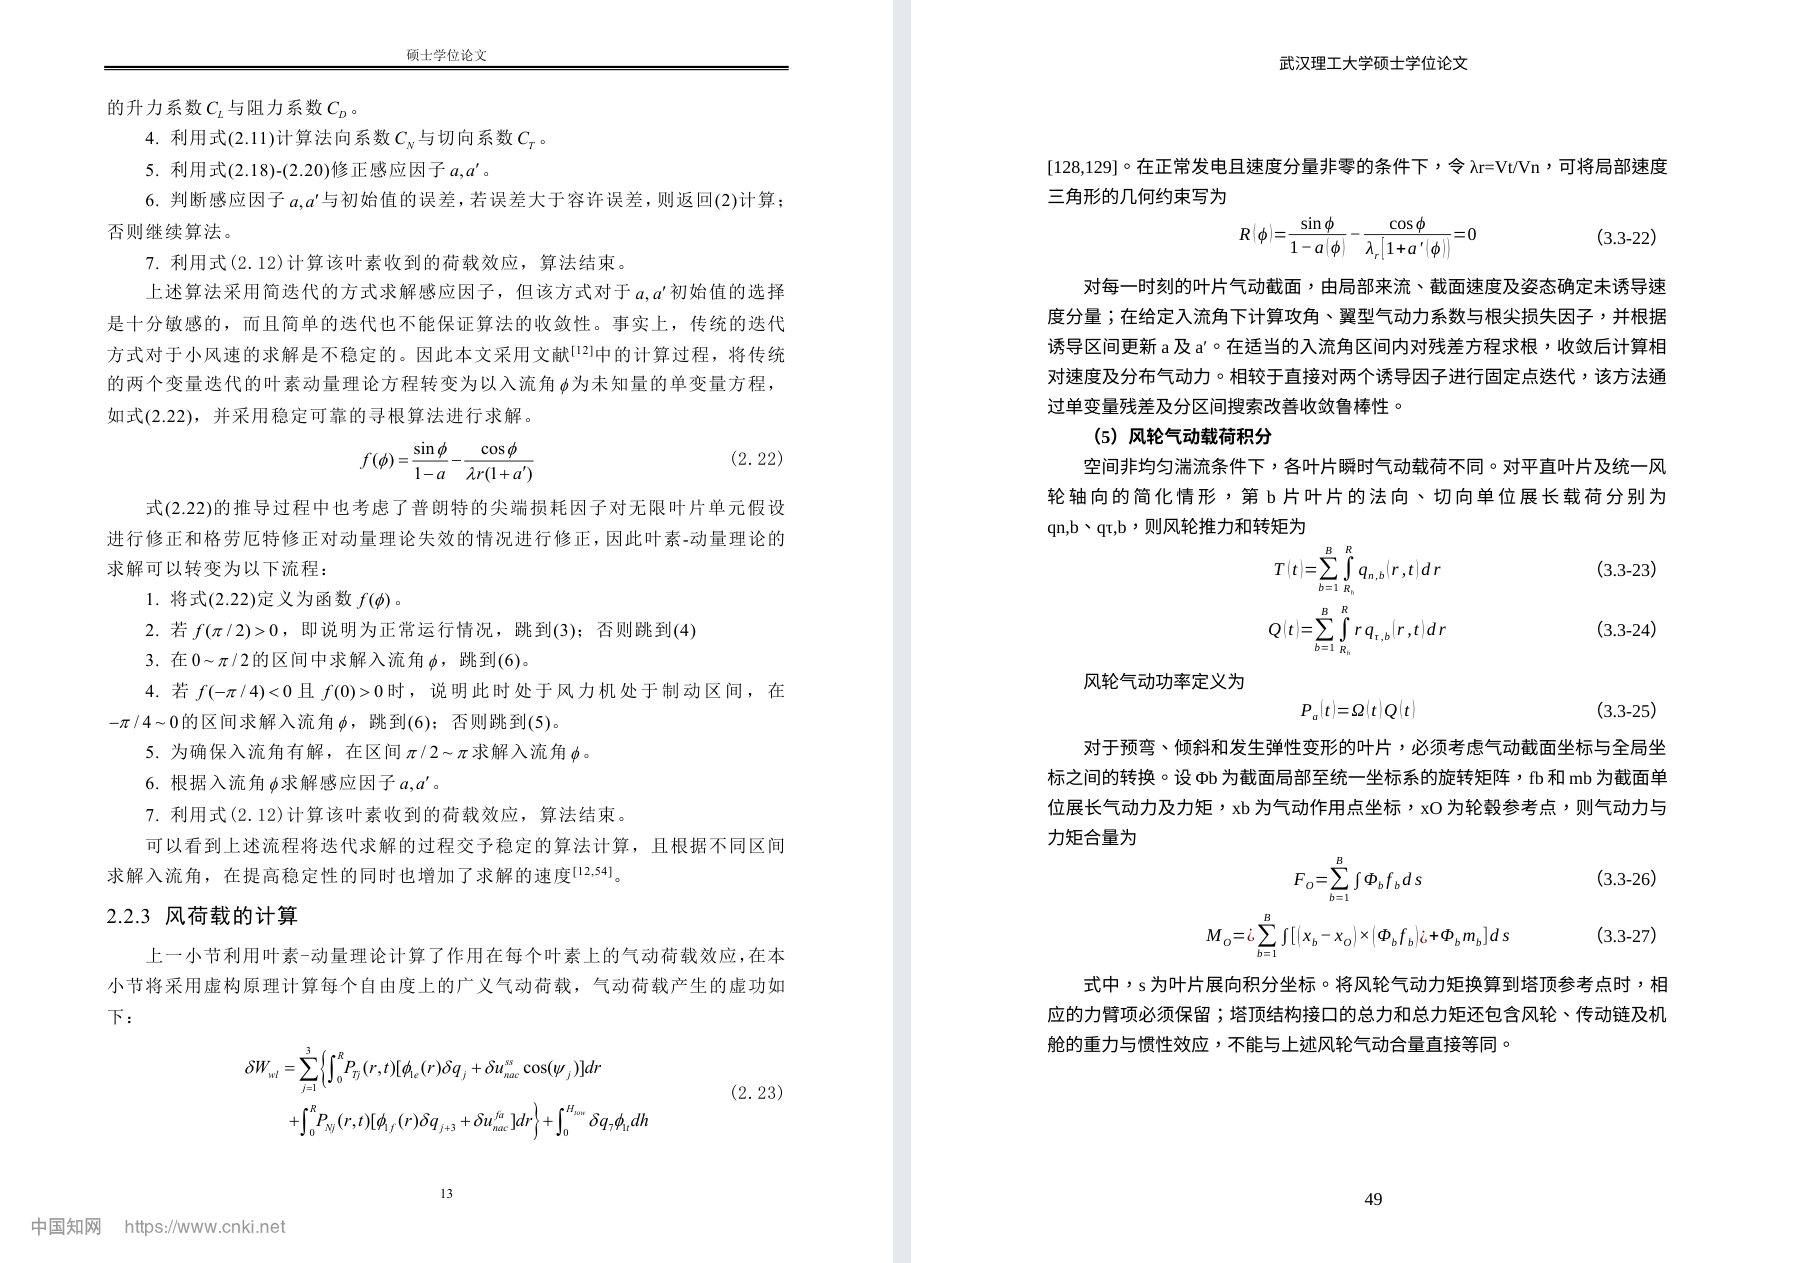 硕士学位论文
的升力系数 C_L 与阻力系数 C_D 。
4. 利用式(2.11)计算法向系数 C_N 与切向系数 C_T 。
5. 利用式(2.18)-(2.20)修正感应因子 a,a′。
6. 判断感应因子 a,a′与初始值的误差,若误差大于容许误差,则返回(2)计算;
否则继续算法。
7. 利用式(2.12)计算该叶素收到的荷载效应，算法结束。
上述算法采用简迭代的方式求解感应因子，但该方式对于 a, a′ 初始值的选择
是十分敏感的，而且简单的迭代也不能保证算法的收敛性。事实上，传统的迭代
方式对于小风速的求解是不稳定的。因此本文采用文献[12]中的计算过程，将传统
的两个变量迭代的叶素动量理论方程转变为以入流角 ϕ 为未知量的单变量方程，
如式(2.22)，并采用稳定可靠的寻根算法进行求解。
f(ϕ) = sinϕ/(1−a) − cosϕ/(λr(1+a′)) (2.22)
式(2.22)的推导过程中也考虑了普朗特的尖端损耗因子对无限叶片单元假设
进行修正和格劳厄特修正对动量理论失效的情况进行修正,因此叶素-动量理论的
求解可以转变为以下流程：
1. 将式(2.22)定义为函数 f(ϕ) 。
2. 若 f(π/2)>0，即说明为正常运行情况，跳到(3)；否则跳到(4)
3. 在 0~π/2 的区间中求解入流角 ϕ，跳到(6)。
4. 若 f(−π/4)<0 且 f(0)>0 时，说明此时处于风力机处于制动区间，在
−π/4~0 的区间求解入流角 ϕ，跳到(6)；否则跳到(5)。
5. 为确保入流角有解，在区间 π/2~π 求解入流角 ϕ。
6. 根据入流角 ϕ 求解感应因子 a,a′。
7. 利用式(2.12)计算该叶素收到的荷载效应，算法结束。
可以看到上述流程将迭代求解的过程交予稳定的算法计算，且根据不同区间
求解入流角，在提高稳定性的同时也增加了求解的速度[12,54]。
2.2.3 风荷载的计算
上一小节利用叶素-动量理论计算了作用在每个叶素上的气动荷载效应,在本
小节将采用虚构原理计算每个自由度上的广义气动荷载，气动荷载产生的虚功如
下：
δW_wl = ∑_{j=1}^{3} {∫_0^R P_Tj(r,t)[ϕ_1e(r)δq_j + δu_nac^ss cos(ψ_j)]dr
+∫_0^R P_Nj(r,t)[ϕ_1f(r)δq_{j+3} + δu_nac^fa]dr} + ∫_0^{H_tow} δq_7ϕ_1t dh (2.23)
13
中国知网 https://www.cnki.net
武汉理工大学硕士学位论文
[128,129]。在正常发电且速度分量非零的条件下，令 λr=Vt/Vn，可将局部速度
三角形的几何约束写为
R(ϕ)=sinϕ/(1−a(ϕ)) − cosϕ/(λ_r[1+a′(ϕ)])=0 （3.3-22）
对每一时刻的叶片气动截面，由局部来流、截面速度及姿态确定未诱导速
度分量；在给定入流角下计算攻角、翼型气动力系数与根尖损失因子，并根据
诱导区间更新 a 及 a′。在适当的入流角区间内对残差方程求根，收敛后计算相
对速度及分布气动力。相较于直接对两个诱导因子进行固定点迭代，该方法通
过单变量残差及分区间搜索改善收敛鲁棒性。
（5）风轮气动载荷积分
空间非均匀湍流条件下，各叶片瞬时气动载荷不同。对平直叶片及统一风
轮轴向的简化情形，第 b 片叶片的法向、切向单位展长载荷分别为
qn,b、qτ,b，则风轮推力和转矩为
T(t)=∑_{b=1}^{B} ∫_{R_h}^{R} q_{n,b}(r,t)dr （3.3-23）
Q(t)=∑_{b=1}^{B} ∫_{R_h}^{R} r q_{τ,b}(r,t)dr （3.3-24）
风轮气动功率定义为
P_a(t)=Ω(t)Q(t) （3.3-25）
对于预弯、倾斜和发生弹性变形的叶片，必须考虑气动截面坐标与全局坐
标之间的转换。设 Φb 为截面局部至统一坐标系的旋转矩阵，fb 和 mb 为截面单
位展长气动力及力矩，xb 为气动作用点坐标，xO 为轮毂参考点，则气动力与
力矩合量为
F_O=∑_{b=1}^{B} ∫Φ_b f_b ds （3.3-26）
M_O=¿∑_{b=1}^{B} ∫[(x_b−x_O)×(Φ_b f_b)¿+Φ_b m_b]ds （3.3-27）
式中，s 为叶片展向积分坐标。将风轮气动力矩换算到塔顶参考点时，相
应的力臂项必须保留；塔顶结构接口的总力和总力矩还包含风轮、传动链及机
舱的重力与惯性效应，不能与上述风轮气动合量直接等同。
49